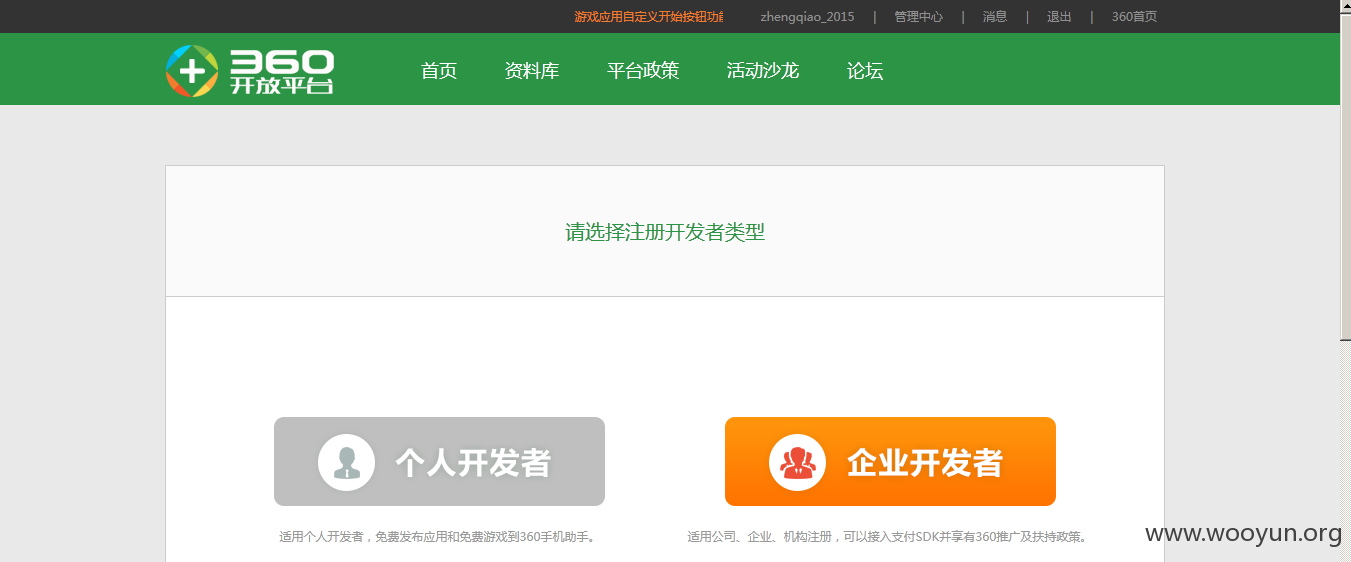 游戏应用自定义开始按钮功能 zhengqiao_2015 | 管理中心 | 消息 | 退出 | 360首页
360
开放平台
首页 资料库 平台政策 活动沙龙 论坛
请选择注册开发者类型
个人开发者 企业开发者
适用个人开发者，免费发布应用和免费游戏到360手机助手。 适用公司、企业、机构注册，可以接入支付SDK并享有360推广及扶持政策。
www.wooyun.org